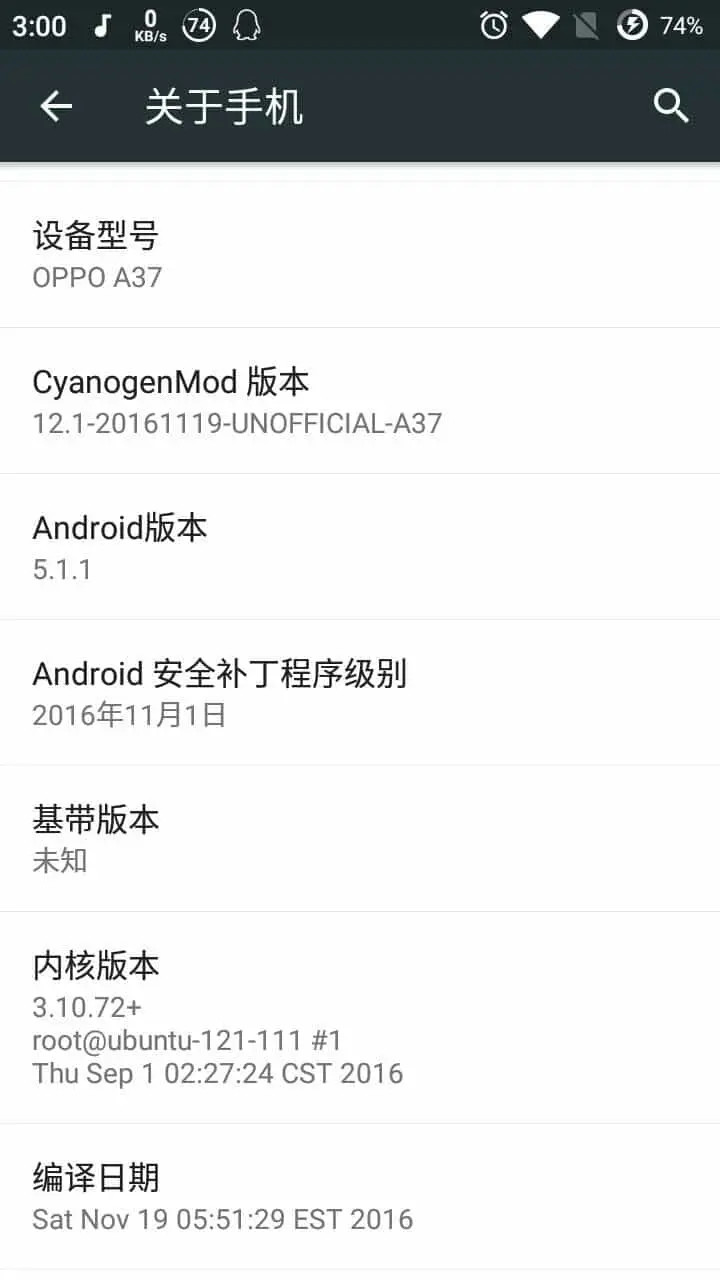 3:00 0 KB/s 74 74%
关于手机
设备型号
OPPO A37
CyanogenMod 版本
12.1-20161119-UNOFFICIAL-A37
Android版本
5.1.1
Android 安全补丁程序级别
2016年11月1日
基带版本
未知
内核版本
3.10.72+
root@ubuntu-121-111 #1
Thu Sep 1 02:27:24 CST 2016
编译日期
Sat Nov 19 05:51:29 EST 2016